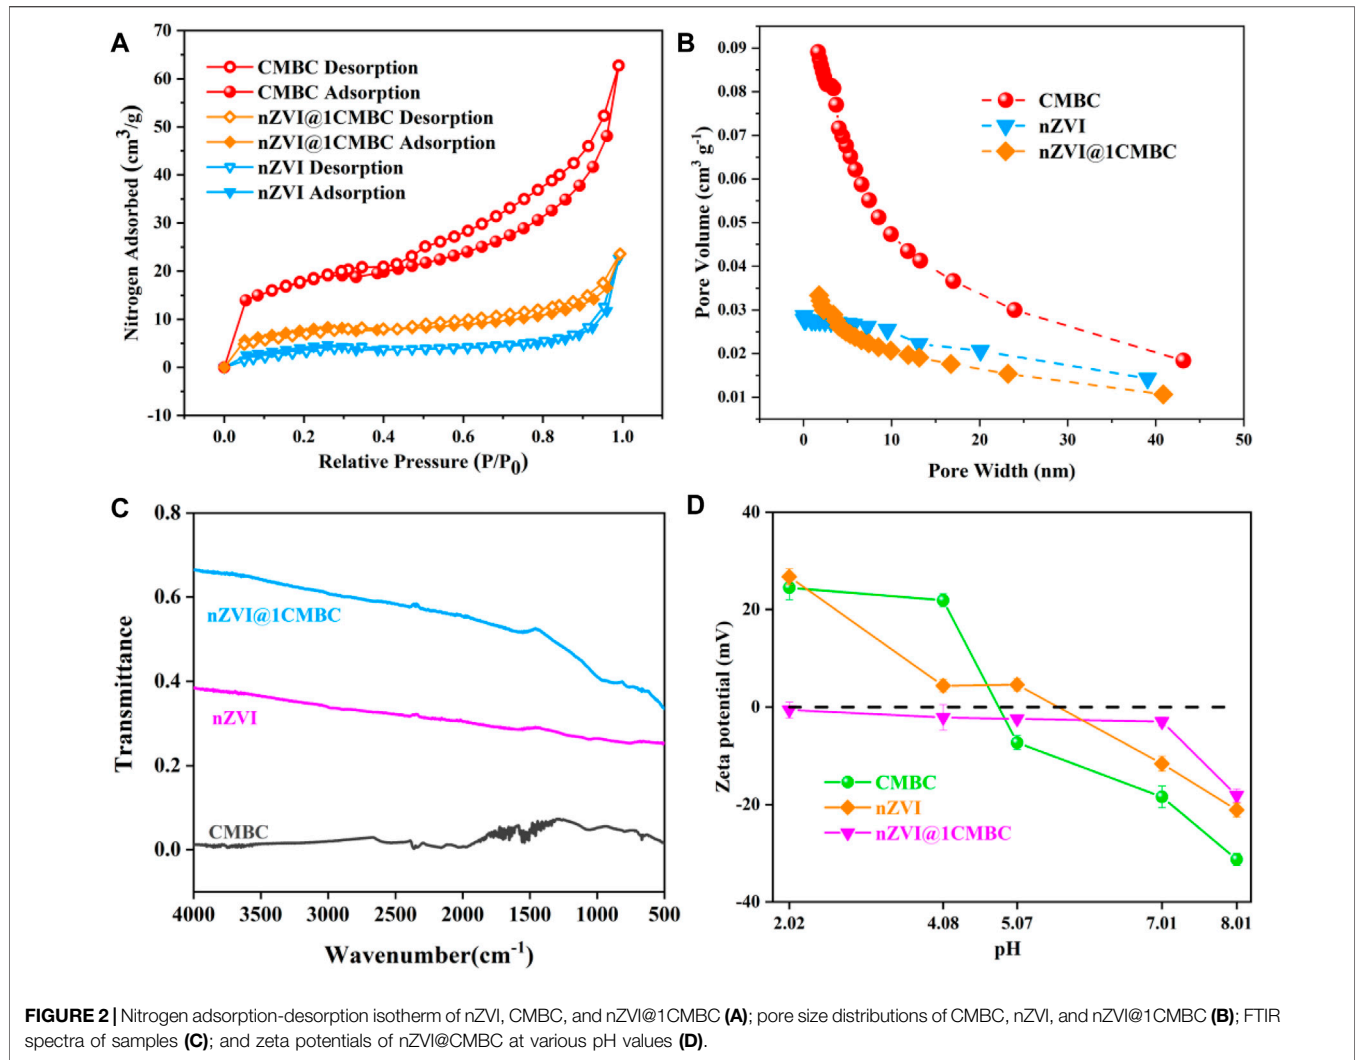 A
CMBC Desorption
CMBC Adsorption
nZVI@1CMBC Desorption
nZVI@1CMBC Adsorption
nZVI Desorption
nZVI Adsorption
Nitrogen Adsorbed (cm³/g)
70
60
50
40
30
20
10
0
-10
0.0 0.2 0.4 0.6 0.8 1.0
Relative Pressure (P/P₀)
B
CMBC
nZVI
nZVI@1CMBC
Pore Volume (cm³ g⁻¹)
0.09
0.08
0.07
0.06
0.05
0.04
0.03
0.02
0.01
0 10 20 30 40 50
Pore Width (nm)
C
Transmittance
0.8
0.6
0.4
0.2
0.0
nZVI@1CMBC
nZVI
CMBC
4000 3500 3000 2500 2000 1500 1000 500
Wavenumber(cm⁻¹)
D
Zeta potential (mV)
40
20
0
-20
-40
CMBC
nZVI
nZVI@1CMBC
2.02 4.08 5.07 7.01 8.01
pH
FIGURE 2 | Nitrogen adsorption-desorption isotherm of nZVI, CMBC, and nZVI@1CMBC (A); pore size distributions of CMBC, nZVI, and nZVI@1CMBC (B); FTIR
spectra of samples (C); and zeta potentials of nZVI@CMBC at various pH values (D).